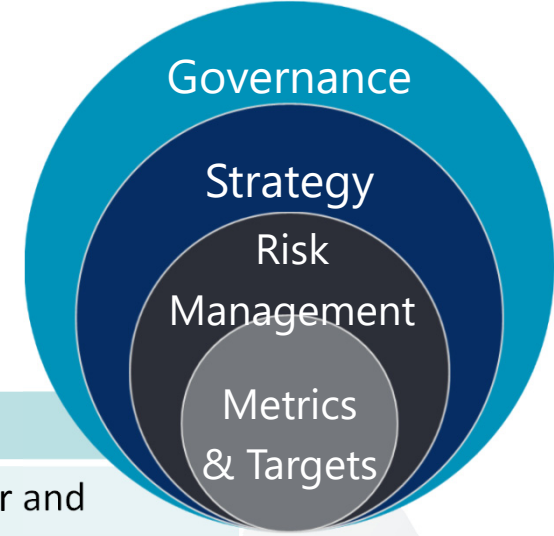 Governance
Strategy
Risk
Management
Metrics
& Targets
r and